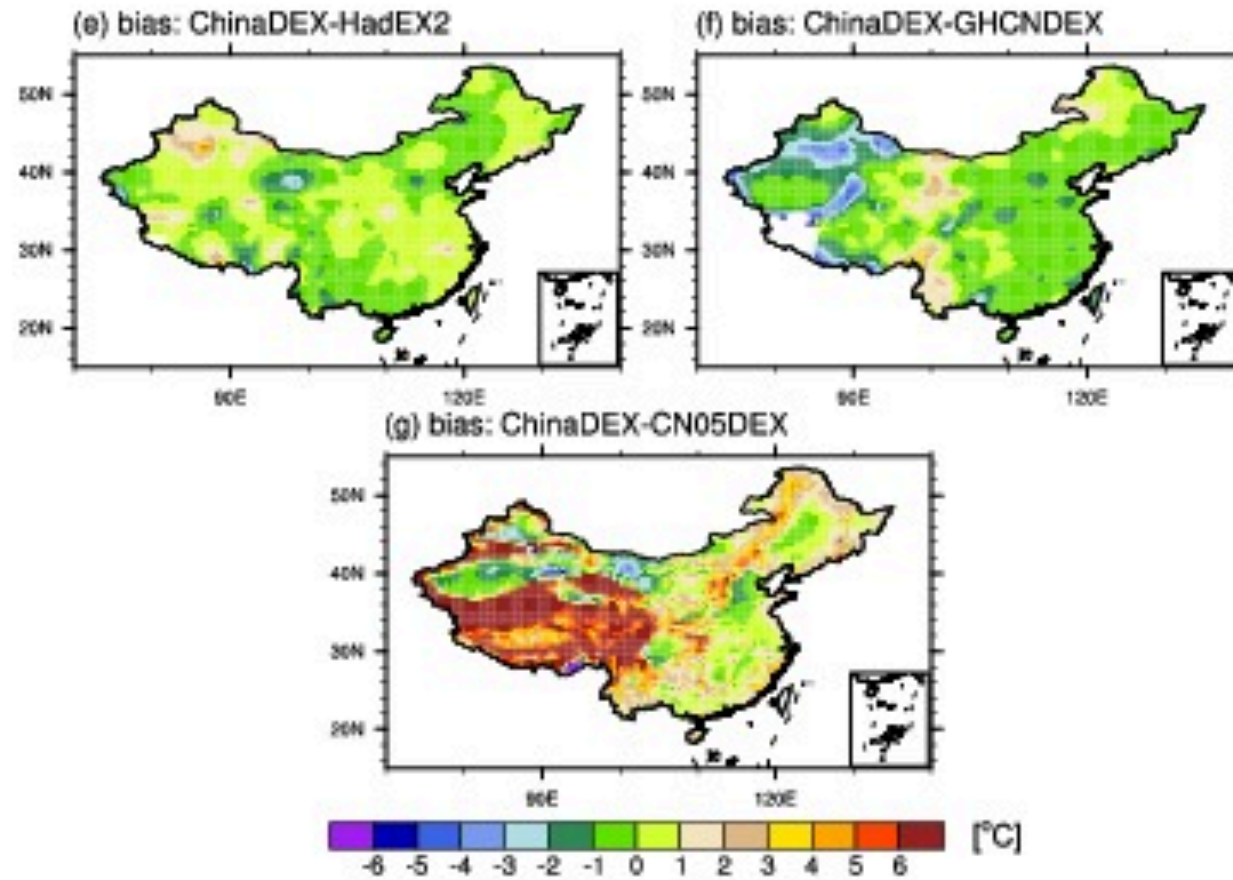 (e) bias: ChinaDEX-HadEX2
(f) bias: ChinaDEX-GHCNDEX
50N
40N
30N
20N
90E
120E
50N
40N
30N
20N
90E
120E
(g) bias: ChinaDEX-CN05DEX
50N
40N
30N
20N
90E
120E
-6 -5 -4 -3 -2 -1 0 1 2 3 4 5 6 [°C]